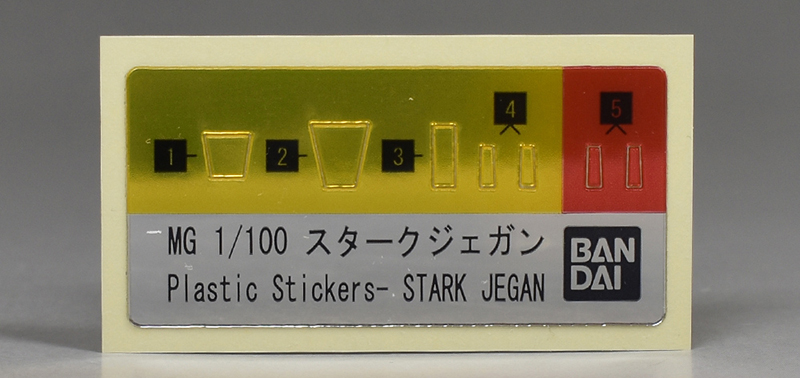 4 5
1 2 3
MG 1/100 スタークジェガン
Plastic Stickers- STARK JEGAN
BAN
DAI